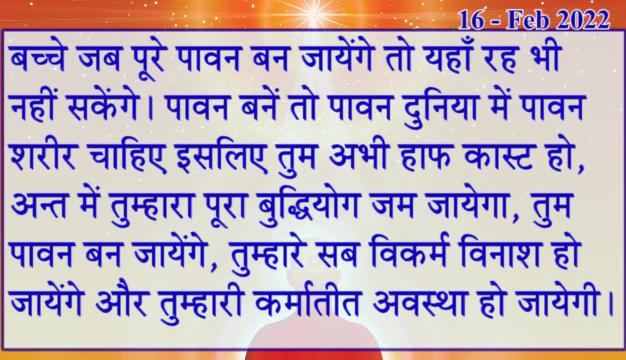 16 - Feb 2022
बच्चे जब पूरे पावन बन जायेंगे तो यहाँ रह भी
नहीं सकेंगे। पावन बनें तो पावन दुनिया में पावन
शरीर चाहिए इसलिए तुम अभी हाफ कास्ट हो,
अन्त में तुम्हारा पूरा बुद्धियोग जम जायेगा, तुम
पावन बन जायेंगे, तुम्हारे सब विकर्म विनाश हो
जायेंगे और तुम्हारी कर्मातीत अवस्था हो जायेगी।